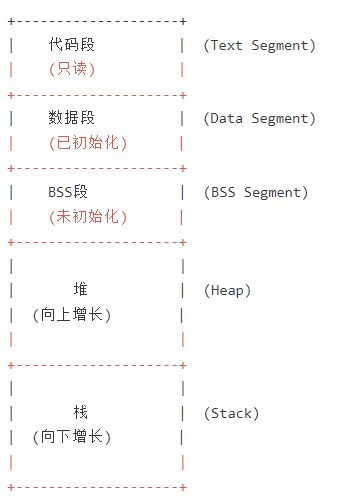 +--------------------+
|    代码段          |  (Text Segment)
|    (只读)          |
+--------------------+
|    数据段          |  (Data Segment)
|    (已初始化)      |
+--------------------+
|    BSS段           |  (BSS Segment)
|    (未初始化)      |
+--------------------+
|                    |
|       堆           |  (Heap)
|  (向上增长)        |
|                    |
+--------------------+
|                    |
|       栈           |  (Stack)
|  (向下增长)        |
|                    |
+--------------------+